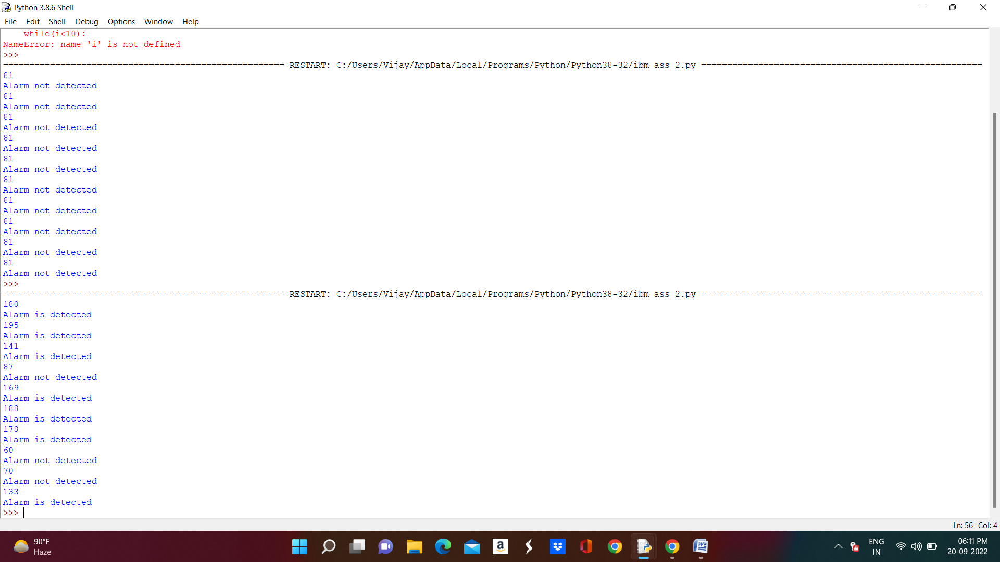 Python 3.8.6 Shell
File Edit Shell Debug Options Window Help
    while(i<10):
NameError: name 'i' is not defined
>>>
====================================================== RESTART: C:/Users/Vijay/AppData/Local/Programs/Python/Python38-32/ibm_ass_2.py ======================================================
81
Alarm not detected
81
Alarm not detected
81
Alarm not detected
81
Alarm not detected
81
Alarm not detected
81
Alarm not detected
81
Alarm not detected
81
Alarm not detected
81
Alarm not detected
81
Alarm not detected
>>>
====================================================== RESTART: C:/Users/Vijay/AppData/Local/Programs/Python/Python38-32/ibm_ass_2.py ======================================================
180
Alarm is detected
195
Alarm is detected
141
Alarm is detected
87
Alarm not detected
169
Alarm is detected
188
Alarm is detected
178
Alarm is detected
60
Alarm not detected
70
Alarm not detected
133
Alarm is detected
>>>
Ln: 56 Col: 4
90°F
Haze
a
W
ENG
IN
06:11 PM
20-09-2022